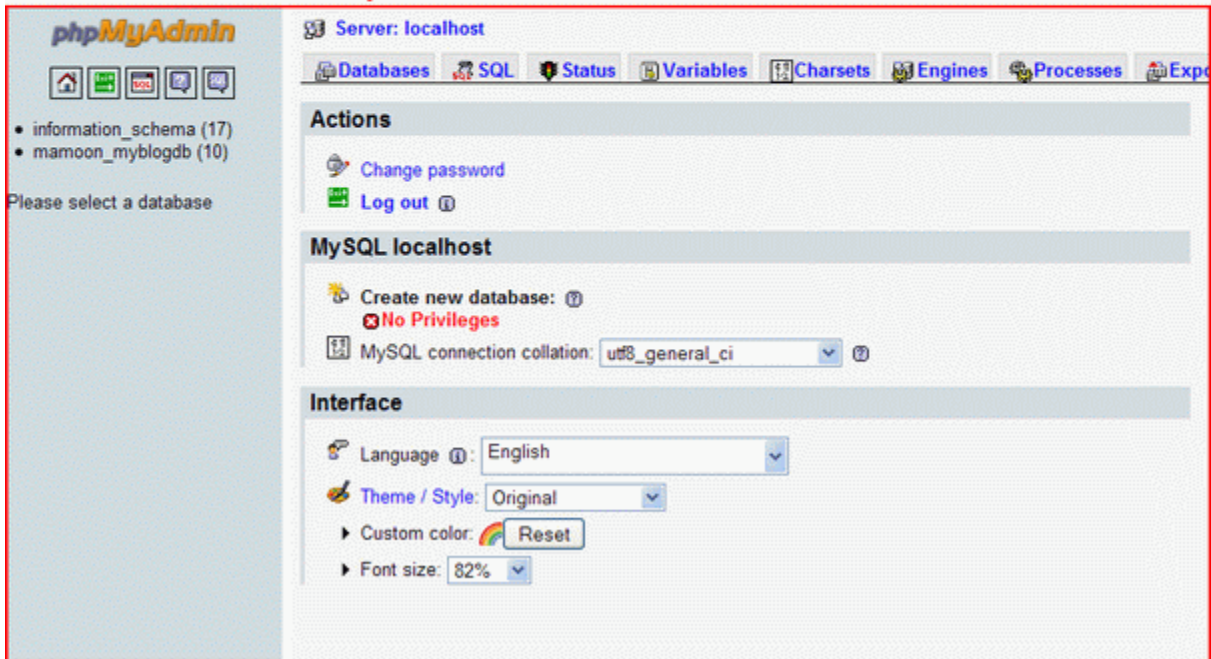 phpMyAdmin
information_schema (17)
mamoon_myblogdb (10)
Please select a database
Server: localhost
Databases SQL Status Variables Charsets Engines Processes Expo
Actions
Change password
Log out
MySQL localhost
Create new database:
No Privileges
MySQL connection collation: utf8_general_ci
Interface
Language : English
Theme / Style: Original
Custom color: Reset
Font size: 82%